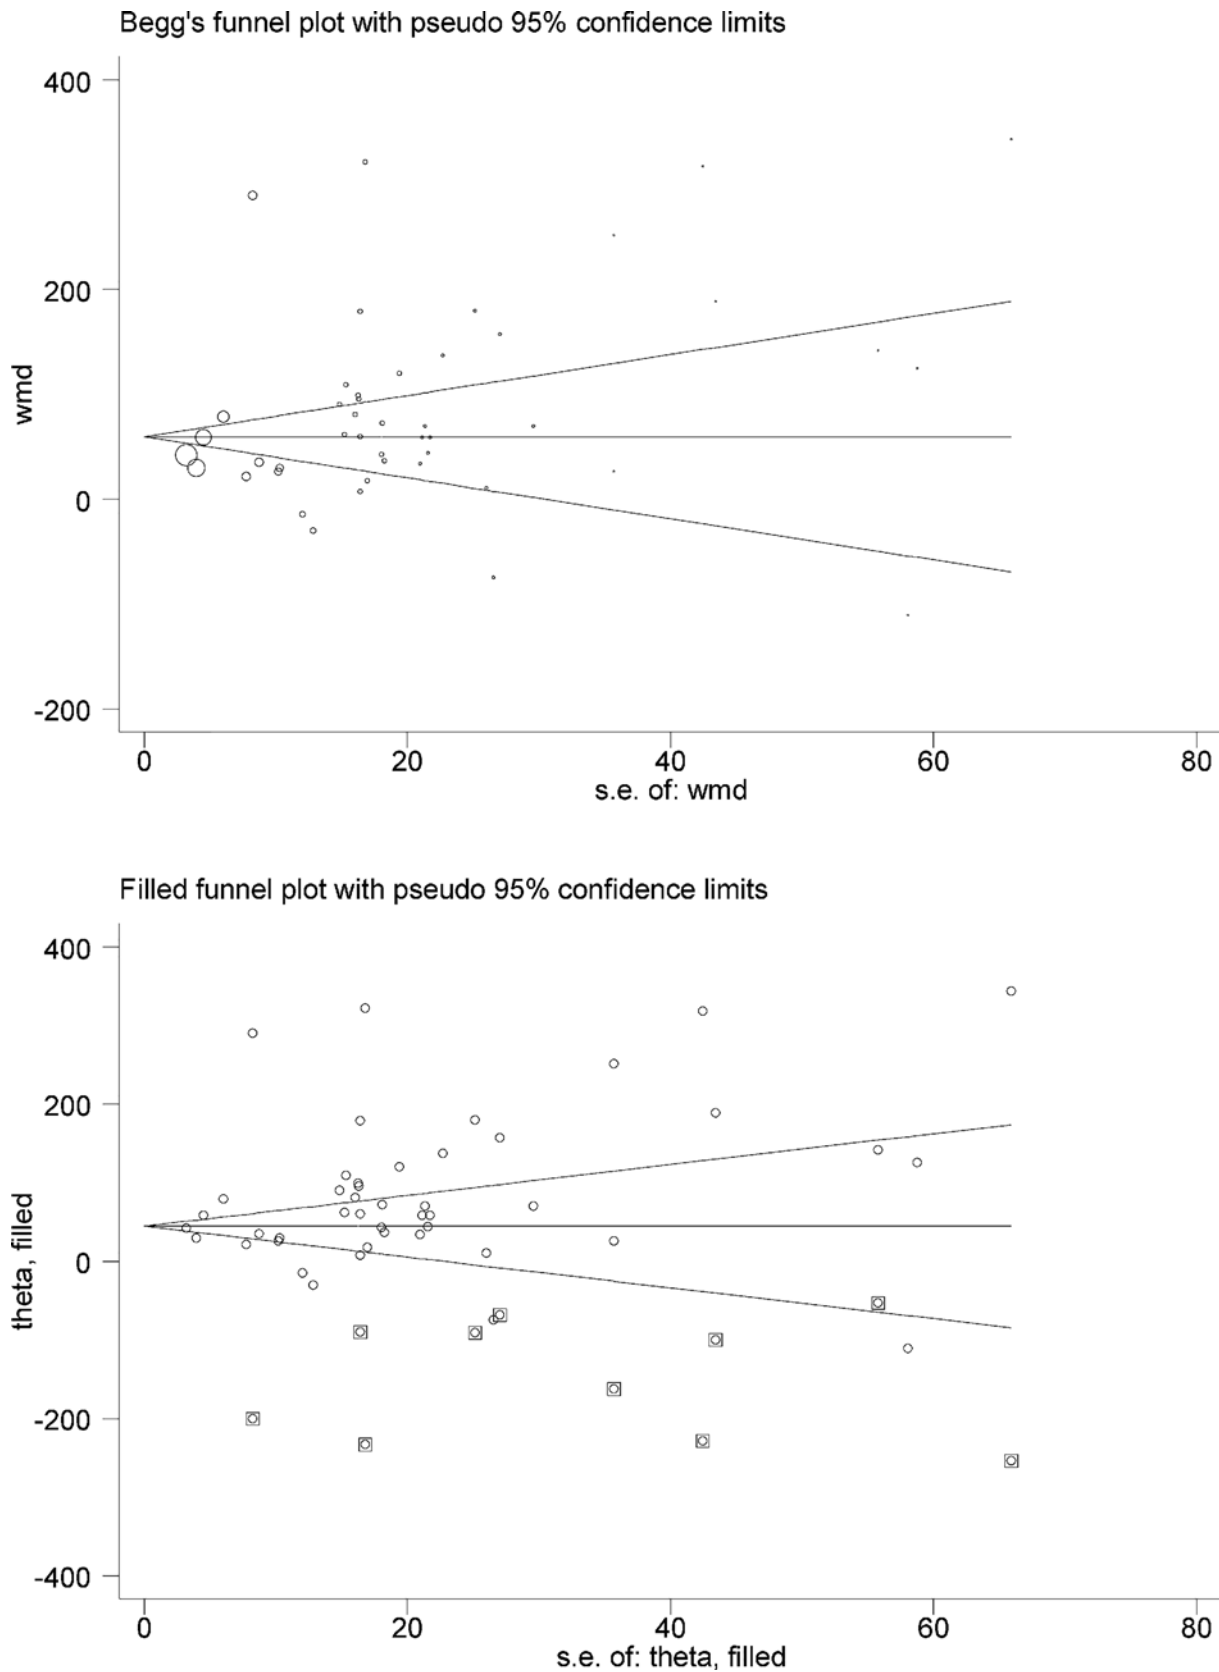 Begg's funnel plot with pseudo 95% confidence limits
400
200
0
-200
wmd
0 20 40 60 80
s.e. of: wmd
Filled funnel plot with pseudo 95% confidence limits
400
200
0
-200
-400
theta, filled
0 20 40 60 80
s.e. of: theta, filled